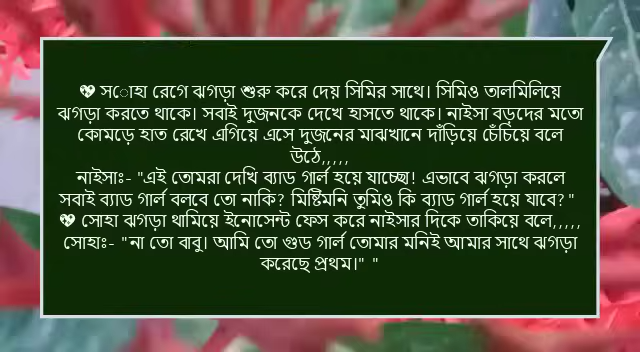 💖 সোহা রেগে ঝগড়া শুরু করে দেয় সিমির সাথে। সিমিও তালমিলিয়ে
ঝগড়া করতে থাকে। সবাই দুজনকে দেখে হাসতে থাকে। নাইসা বড়দের মতো
কোমড়ে হাত রেখে এগিয়ে এসে দুজনের মাঝখানে দাঁড়িয়ে চেঁচিয়ে বলে
উঠে,,,,,
নাইসাঃ- "এই তোমরা দেখি ব্যাড গার্ল হয়ে যাচ্ছো! এভাবে ঝগড়া করলে
সবাই ব্যাড গার্ল বলবে তো নাকি? মিষ্টিমনি তুমিও কি ব্যাড গার্ল হয়ে যাবে?"
💖 সোহা ঝগড়া থামিয়ে ইনোসেন্ট ফেস করে নাইসার দিকে তাকিয়ে বলে,,,,,
সোহাঃ- "না তো বাবু। আমি তো গুড গার্ল তোমার মনিই আমার সাথে ঝগড়া
করেছে প্রথম।" "